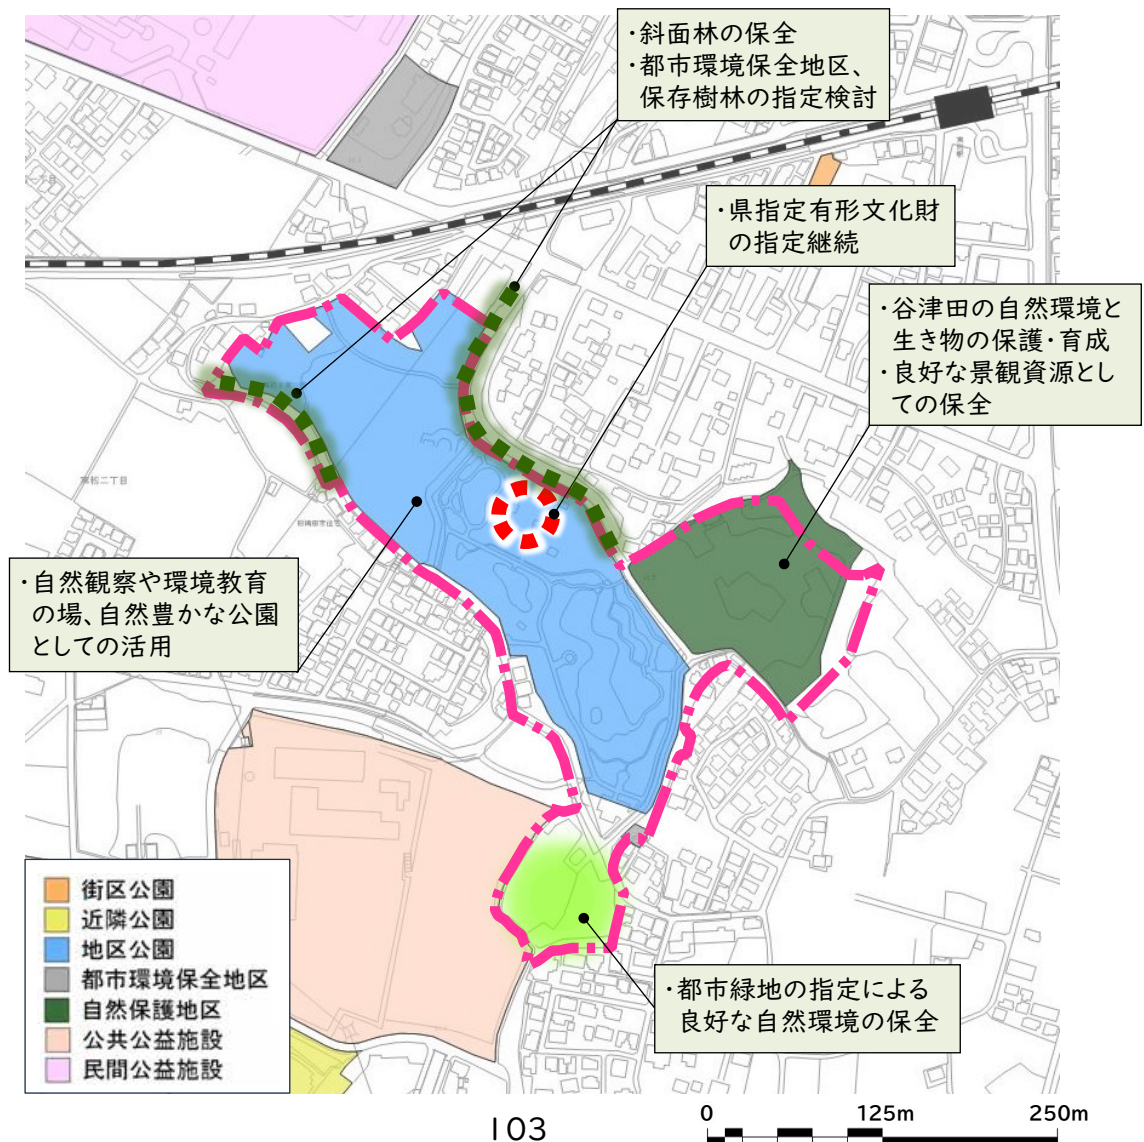 ・斜面林の保全
・都市環境保全地区、
保存樹林の指定検討
・県指定有形文化財
の指定継続
・谷津田の自然環境と
生き物の保護・育成
・良好な景観資源とし
ての保全
・自然観察や環境教育
の場、自然豊かな公園
としての活用
・都市緑地の指定による
良好な自然環境の保全
街区公園
近隣公園
地区公園
都市環境保全地区
自然保護地区
公共公益施設
民間公益施設
103
0 125m 250m